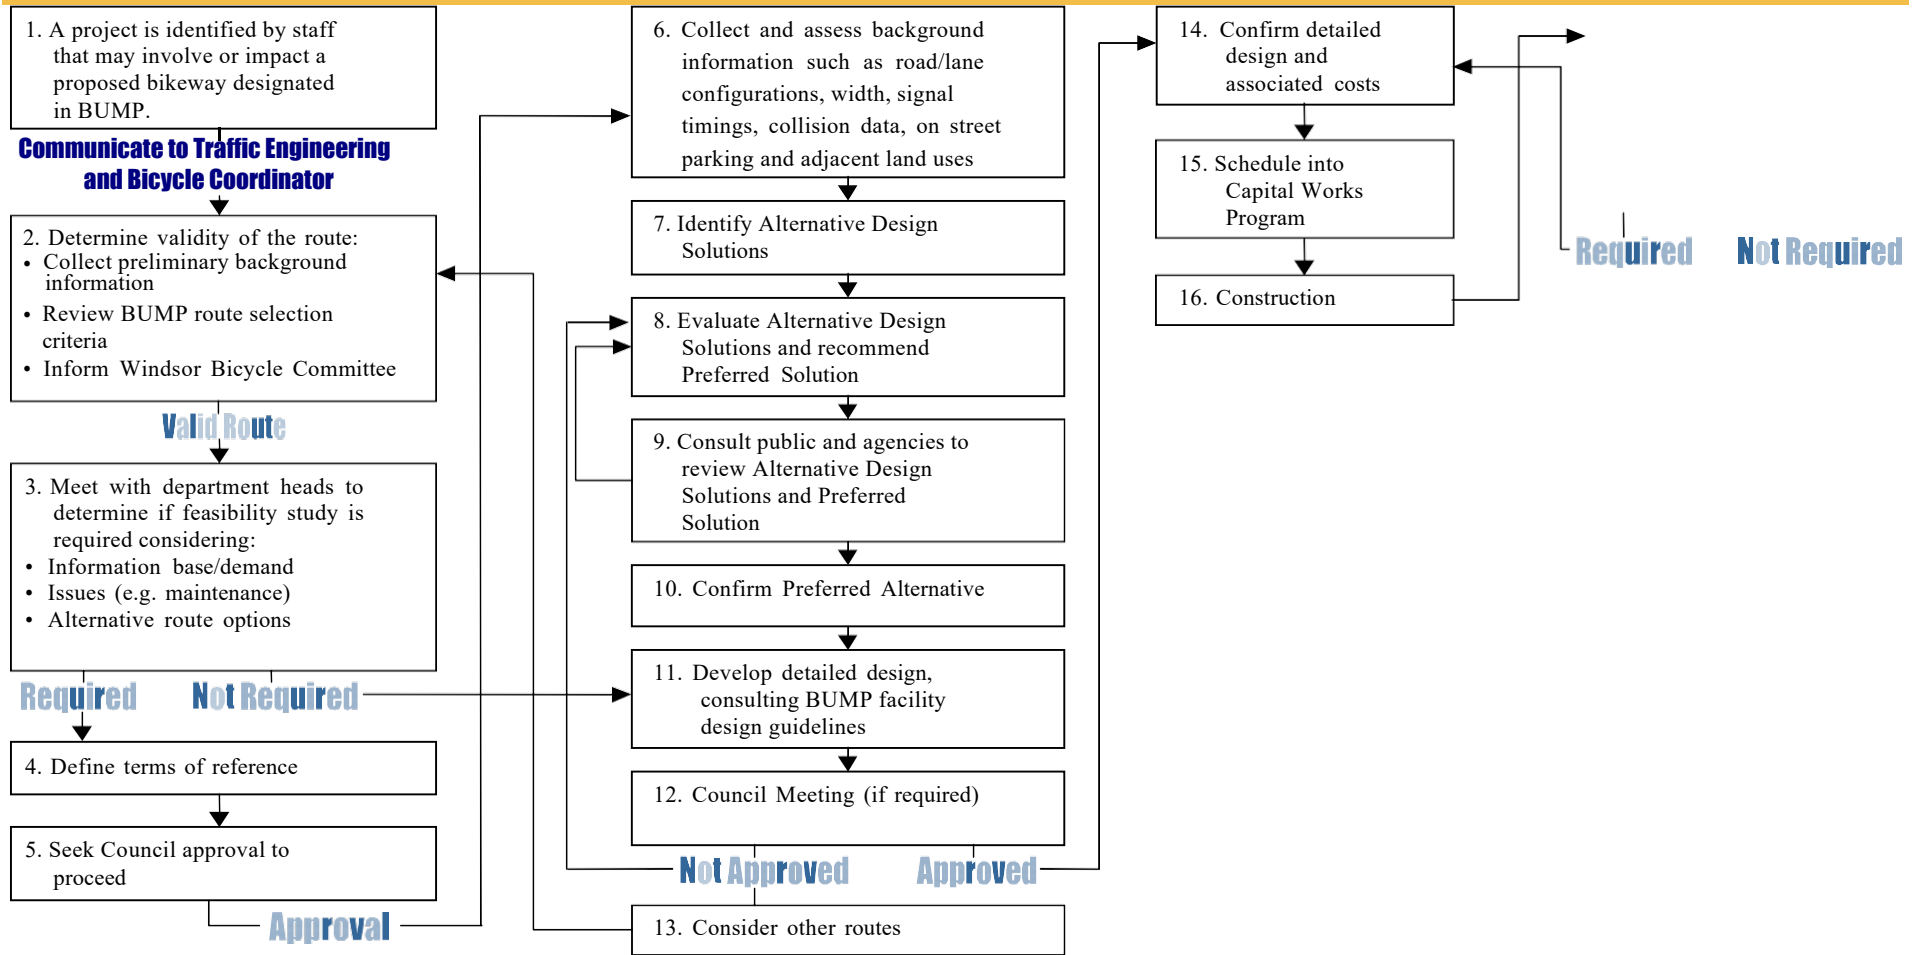 1. A project is identified by staff
that may involve or impact a
proposed bikeway designated
in BUMP.
Communicate to Traffic Engineering
and Bicycle Coordinator
2. Determine validity of the route:
• Collect preliminary background
information
• Review BUMP route selection
criteria
• Inform Windsor Bicycle Committee
Valid Route
3. Meet with department heads to
determine if feasibility study is
required considering:
• Information base/demand
• Issues (e.g. maintenance)
• Alternative route options
Required Not Required
4. Define terms of reference
5. Seek Council approval to
proceed
Approval
6. Collect and assess background
information such as road/lane
configurations, width, signal
timings, collision data, on street
parking and adjacent land uses
7. Identify Alternative Design
Solutions
8. Evaluate Alternative Design
Solutions and recommend
Preferred Solution
9. Consult public and agencies to
review Alternative Design
Solutions and Preferred
Solution
10. Confirm Preferred Alternative
11. Develop detailed design,
consulting BUMP facility
design guidelines
12. Council Meeting (if required)
Not Approved Approved
13. Consider other routes
14. Confirm detailed
design and
associated costs
15. Schedule into
Capital Works
Program
16. Construction
Required Not Required